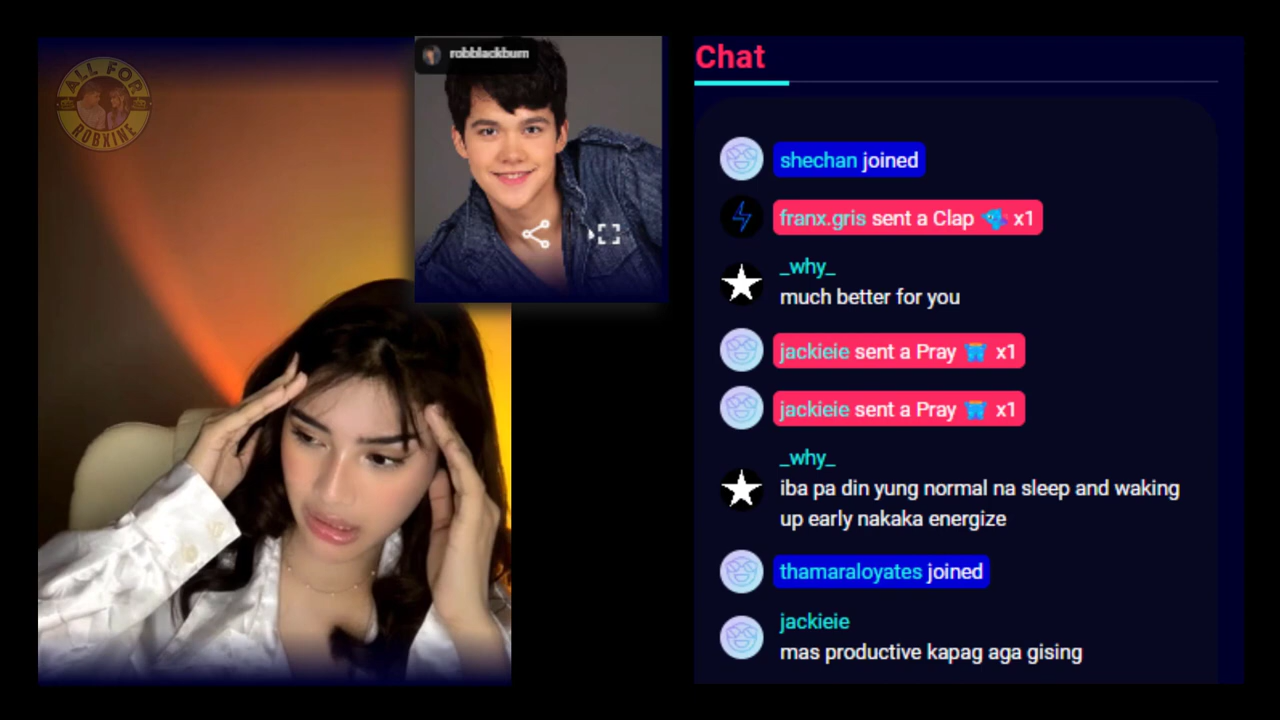 ALL FOR
ROBXINE
robblackburn
Chat
shechan joined
franx.gris sent a Clap x1
_why_
much better for you
jackieie sent a Pray x1
jackieie sent a Pray x1
_why_
iba pa din yung normal na sleep and waking
up early nakaka energize
thamaraloyates joined
jackieie
mas productive kapag aga gising